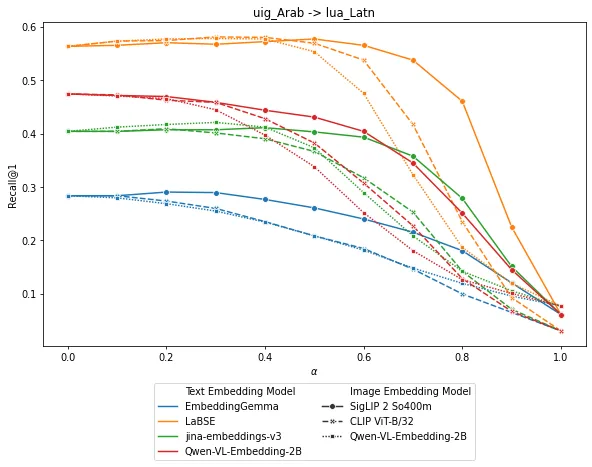 uig_Arab -> lua_Latn
Recall@1
0.6
0.5
0.4
0.3
0.2
0.1
0.0 0.2 0.4 0.6 0.8 1.0
α
Text Embedding Model Image Embedding Model
EmbeddingGemma SigLIP 2 So400m
LaBSE CLIP ViT-B/32
jina-embeddings-v3 Qwen-VL-Embedding-2B
Qwen-VL-Embedding-2B